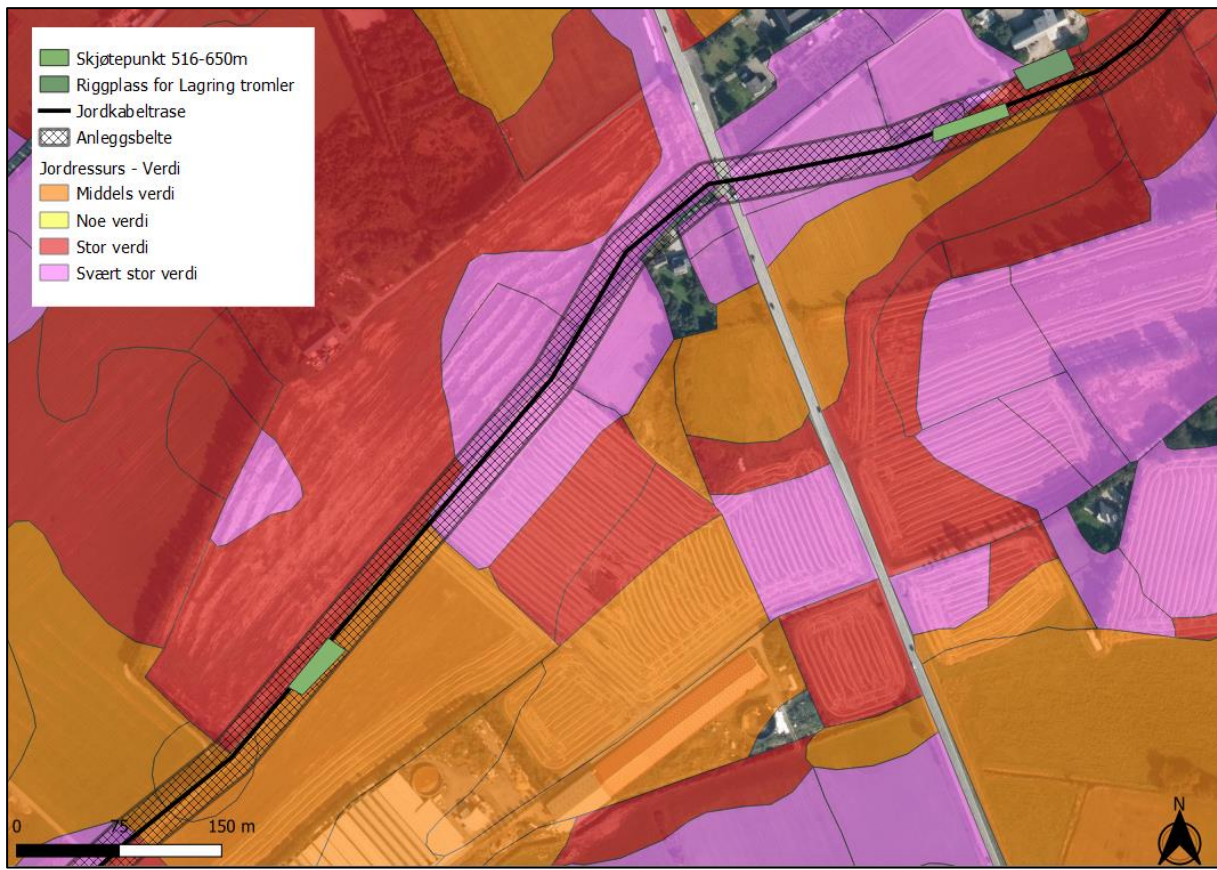 Skjøtepunkt 516-650m
Riggplass for Lagring tromler
Jordkabeltrase
Anleggsbelte
Jordressurs - Verdi
Middels verdi
Noe verdi
Stor verdi
Svært stor verdi
N
0 75 150 m